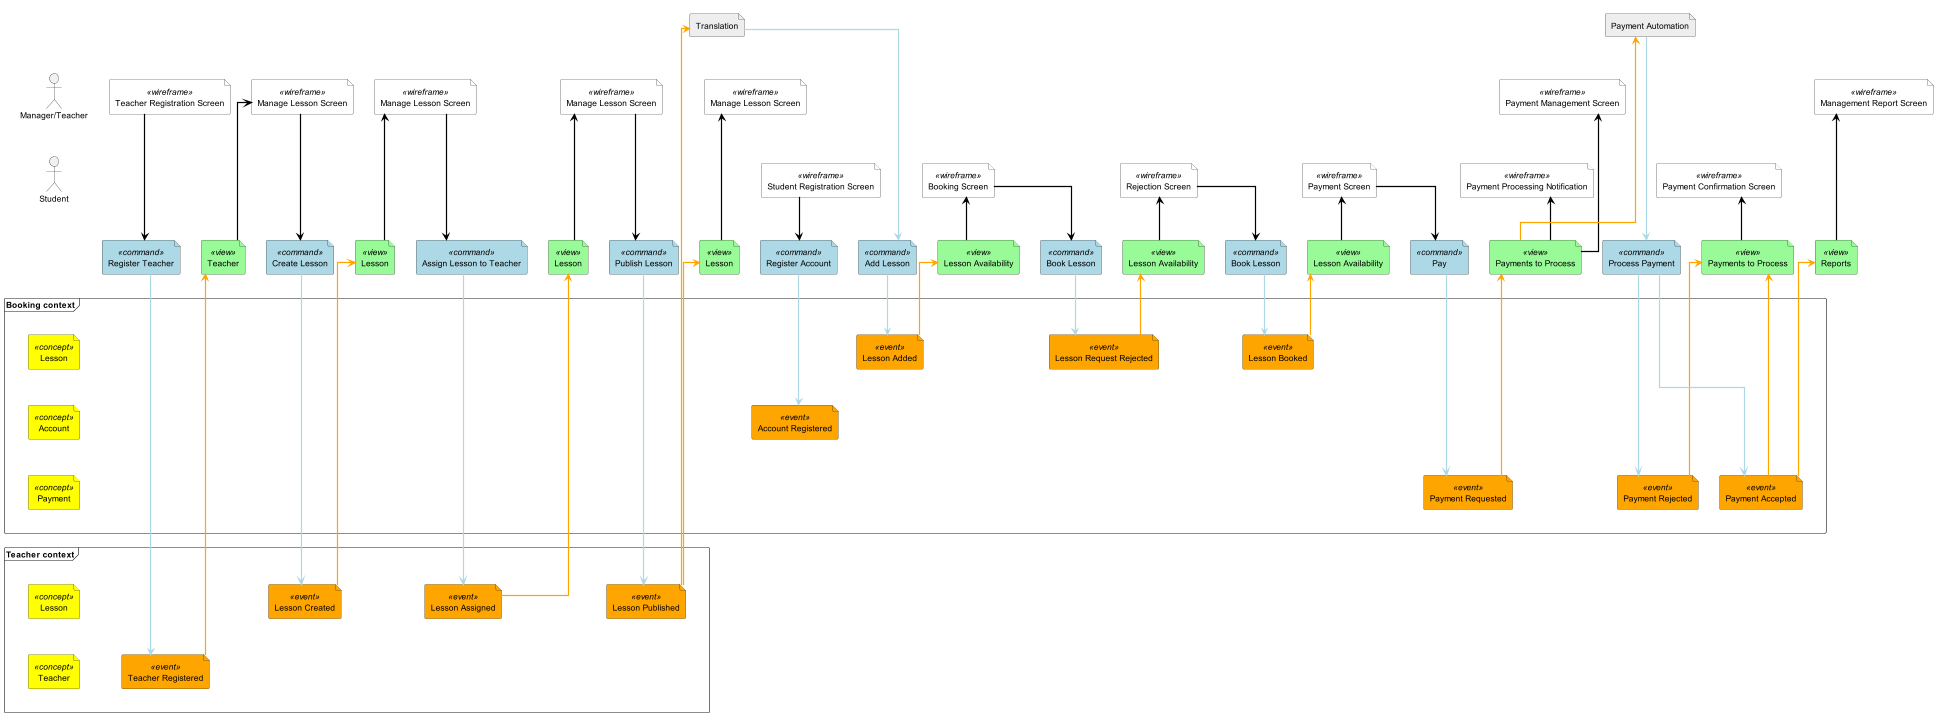 Translation
Payment Automation
Manager/Teacher
«wireframe»
Teacher Registration Screen
«wireframe»
Manage Lesson Screen
«wireframe»
Manage Lesson Screen
«wireframe»
Manage Lesson Screen
«wireframe»
Manage Lesson Screen
«wireframe»
Payment Management Screen
«wireframe»
Management Report Screen
Student
«wireframe»
Student Registration Screen
«wireframe»
Booking Screen
«wireframe»
Rejection Screen
«wireframe»
Payment Screen
«wireframe»
Payment Processing Notification
«wireframe»
Payment Confirmation Screen
«command»
Register Teacher
«view»
Teacher
«command»
Create Lesson
«view»
Lesson
«command»
Assign Lesson to Teacher
«view»
Lesson
«command»
Publish Lesson
«view»
Lesson
«command»
Register Account
«command»
Add Lesson
«view»
Lesson Availability
«command»
Book Lesson
«view»
Lesson Availability
«command»
Book Lesson
«view»
Lesson Availability
«command»
Pay
«view»
Payments to Process
«command»
Process Payment
«view»
Payments to Process
«view»
Reports
Booking context
«concept»
Lesson
«event»
Lesson Added
«event»
Lesson Request Rejected
«event»
Lesson Booked
«concept»
Account
«event»
Account Registered
«concept»
Payment
«event»
Payment Requested
«event»
Payment Rejected
«event»
Payment Accepted
Teacher context
«concept»
Lesson
«event»
Lesson Created
«event»
Lesson Assigned
«event»
Lesson Published
«concept»
Teacher
«event»
Teacher Registered